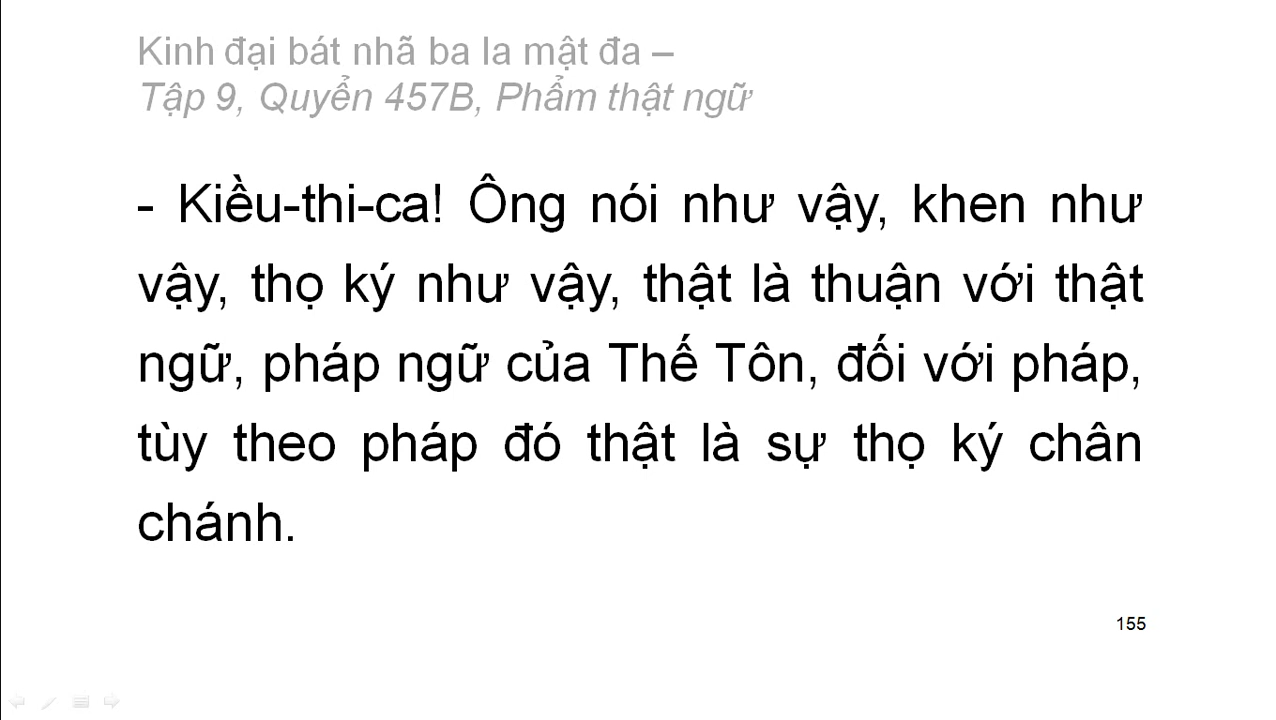 Kinh đại bát nhã ba la mật đa –
Tập 9, Quyển 457B, Phẩm thật ngữ
- Kiều-thi-ca! Ông nói như vậy, khen như
vậy, thọ ký như vậy, thật là thuận với thật
ngữ, pháp ngữ của Thế Tôn, đối với pháp,
tùy theo pháp đó thật là sự thọ ký chân
chánh.
155